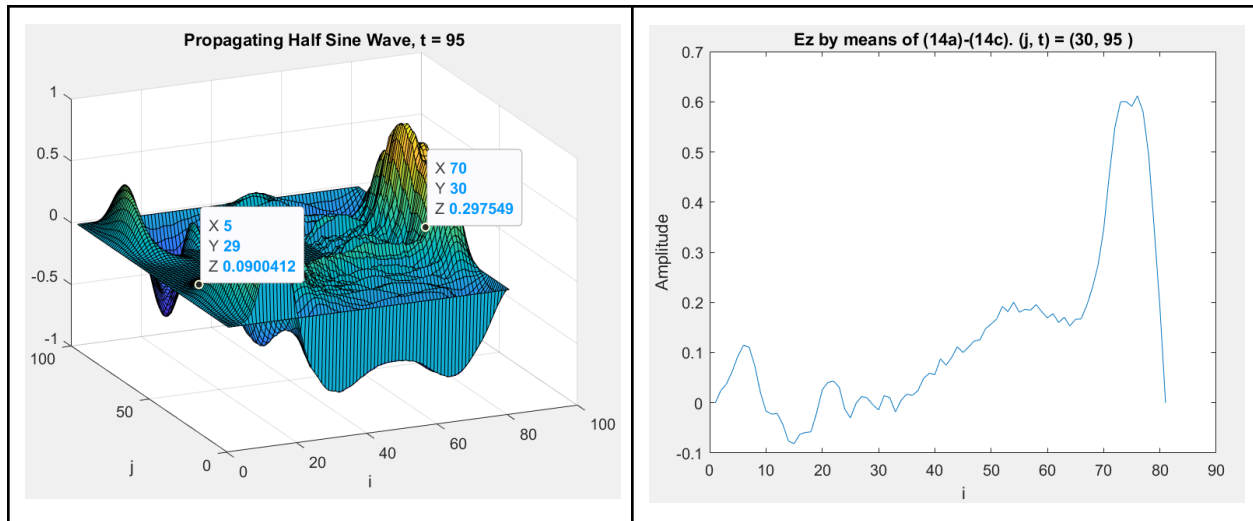 Propagating Half Sine Wave, t = 95
1
0.5
0
-0.5
-1
100
50
0
j
0
20
40
60
80
100
i
X 5
Y 29
Z 0.0900412
X 70
Y 30
Z 0.297549
Ez by means of (14a)-(14c). (j, t) = (30, 95 )
Amplitude
0.7
0.6
0.5
0.4
0.3
0.2
0.1
0
-0.1
0
10
20
30
40
50
60
70
80
90
i